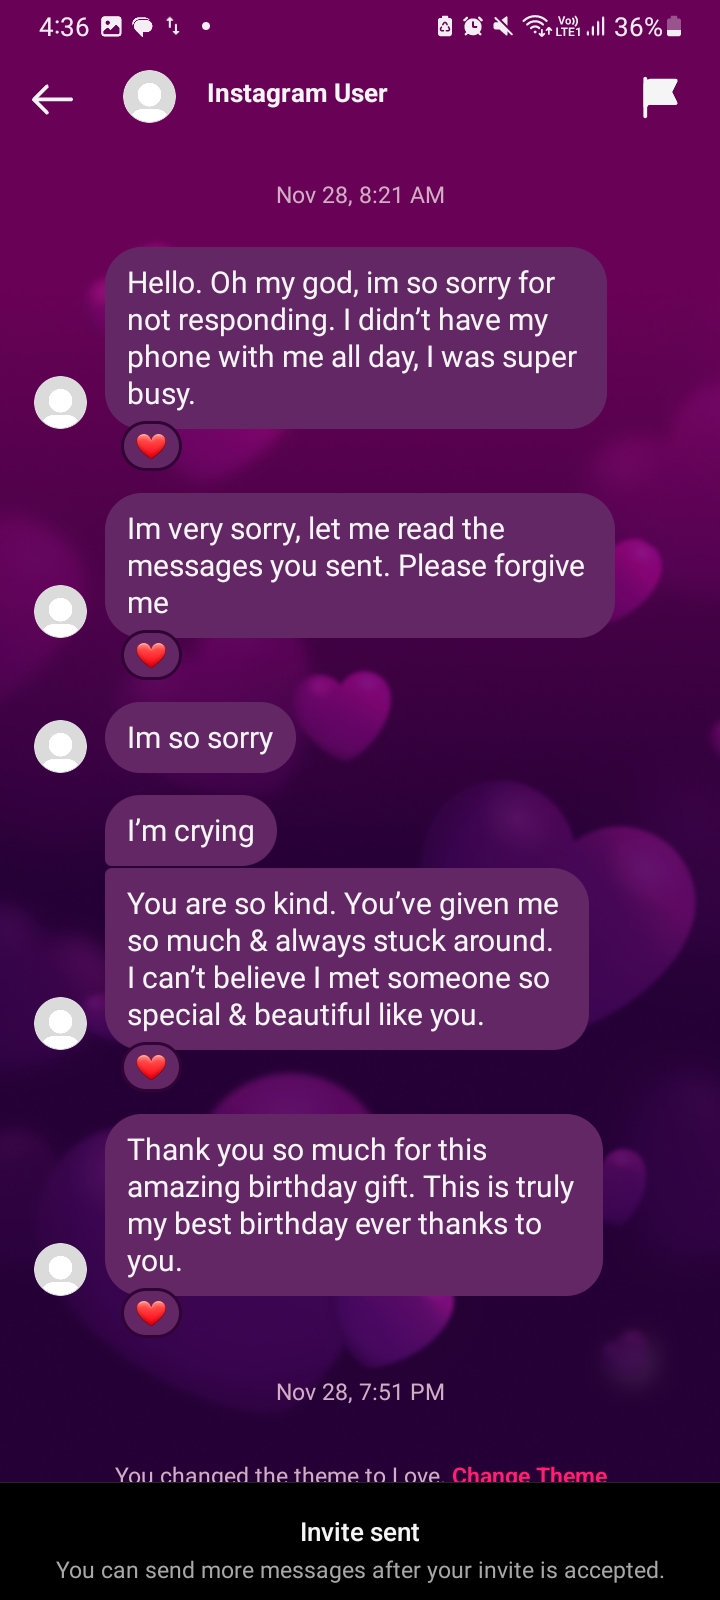 4:36
Vo)) LTE1 36%
Instagram User
Nov 28, 8:21 AM
Hello. Oh my god, im so sorry for
not responding. I didn’t have my
phone with me all day, I was super
busy.
Im very sorry, let me read the
messages you sent. Please forgive
me
Im so sorry
I’m crying
You are so kind. You’ve given me
so much & always stuck around.
I can’t believe I met someone so
special & beautiful like you.
Thank you so much for this
amazing birthday gift. This is truly
my best birthday ever thanks to
you.
Nov 28, 7:51 PM
You changed the theme to Love. Change Theme
Invite sent
You can send more messages after your invite is accepted.